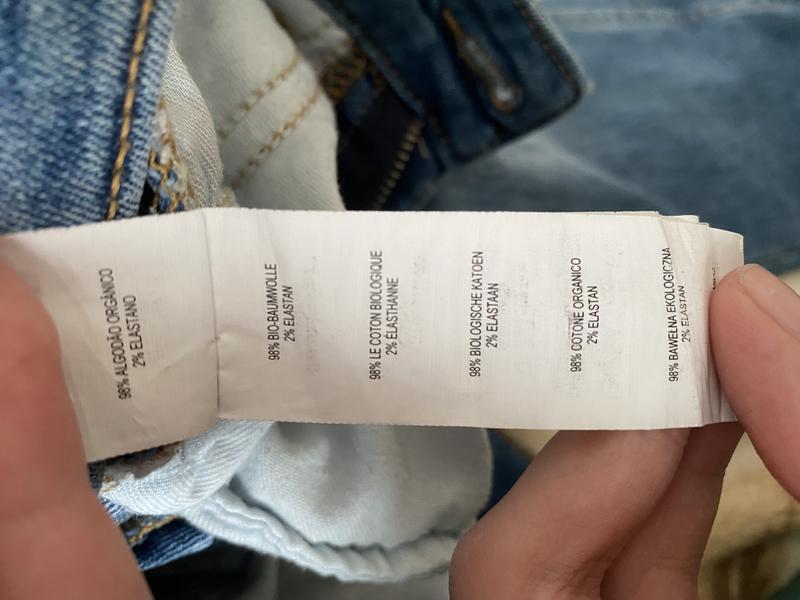 98% ALGODÃO ORGÂNICO
2% ELASTANO
98% BIO-BAUMWOLLE
2% ELASTAN
98% LE COTON BIOLOGIQUE
2% ÉLASTHANNE
98% BIOLOGISCHE KATOEN
2% ELASTAAN
98% COTONE ORGANICO
2% ELASTAN
98% BAWEŁNA EKOLOGICZNA
2% ELASTAN